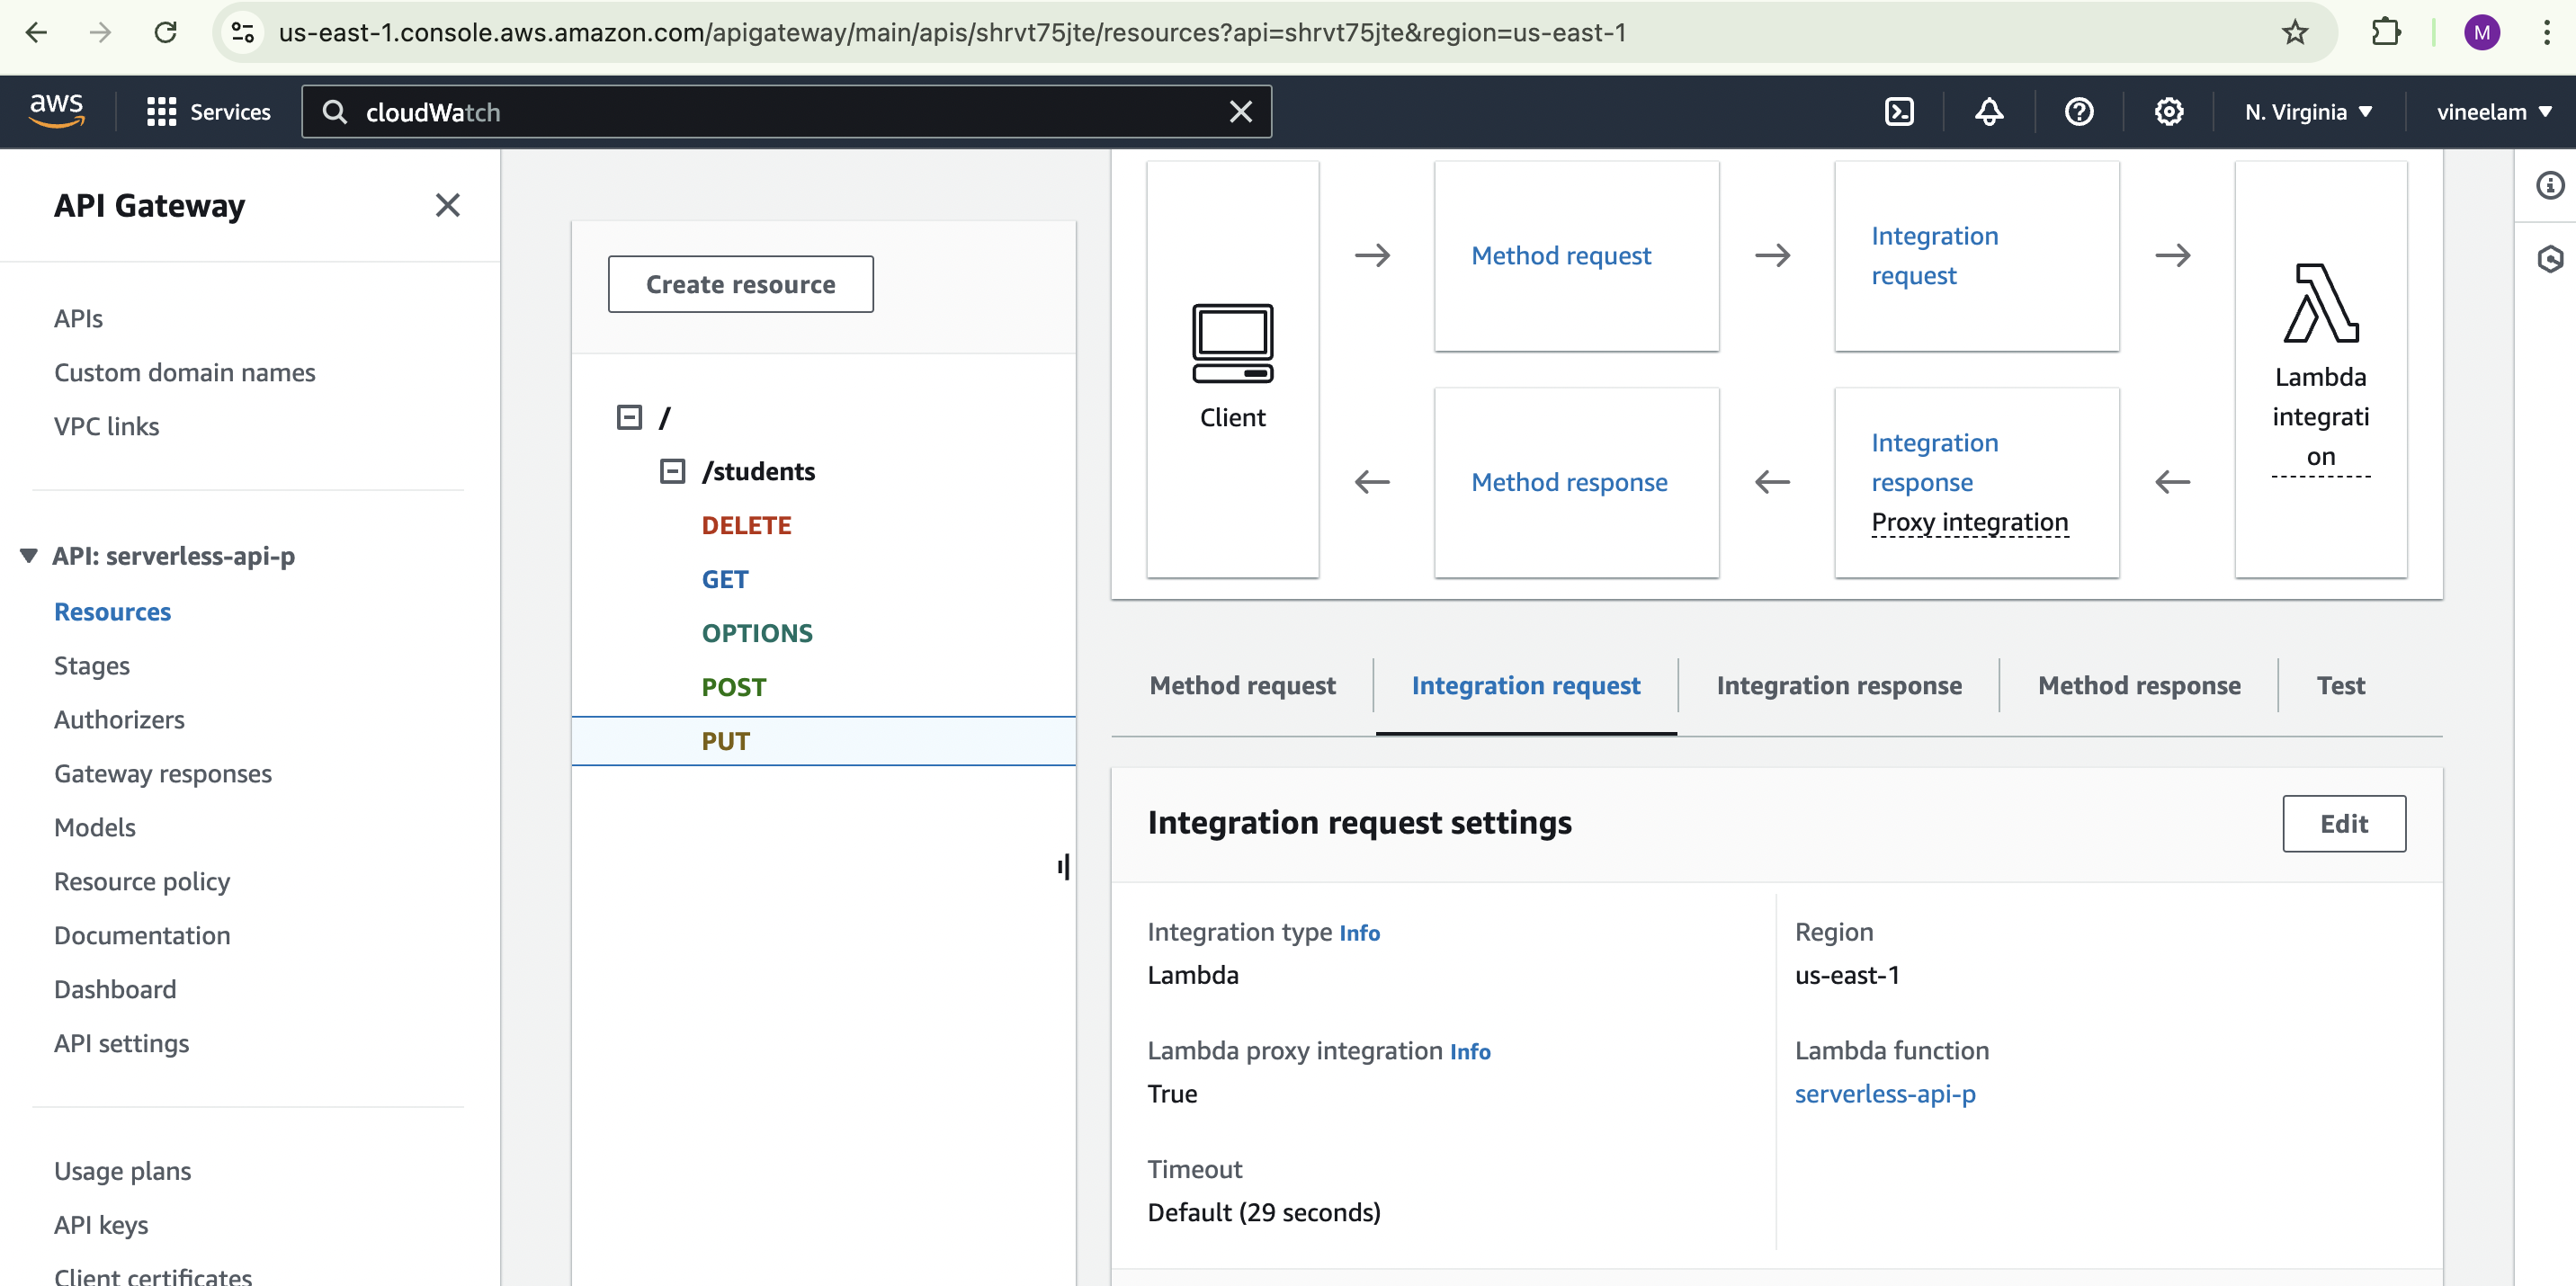 us-east-1.console.aws.amazon.com/apigateway/main/apis/shrvt75jte/resources?api=shrvt75jte&region=us-east-1
M
aws
Services
cloudWatch
N. Virginia
vineelam
API Gateway
APIs
Custom domain names
VPC links
API: serverless-api-p
Resources
Stages
Authorizers
Gateway responses
Models
Resource policy
Documentation
Dashboard
API settings
Usage plans
API keys
Client certificates
Create resource
/
/students
DELETE
GET
OPTIONS
POST
PUT
Client
Method request
Integration
request
Lambda
integrati
on
Method response
Integration
response
Proxy integration
Method request
Integration request
Integration response
Method response
Test
Integration request settings
Edit
Integration type Info
Lambda
Region
us-east-1
Lambda proxy integration Info
True
Lambda function
serverless-api-p
Timeout
Default (29 seconds)